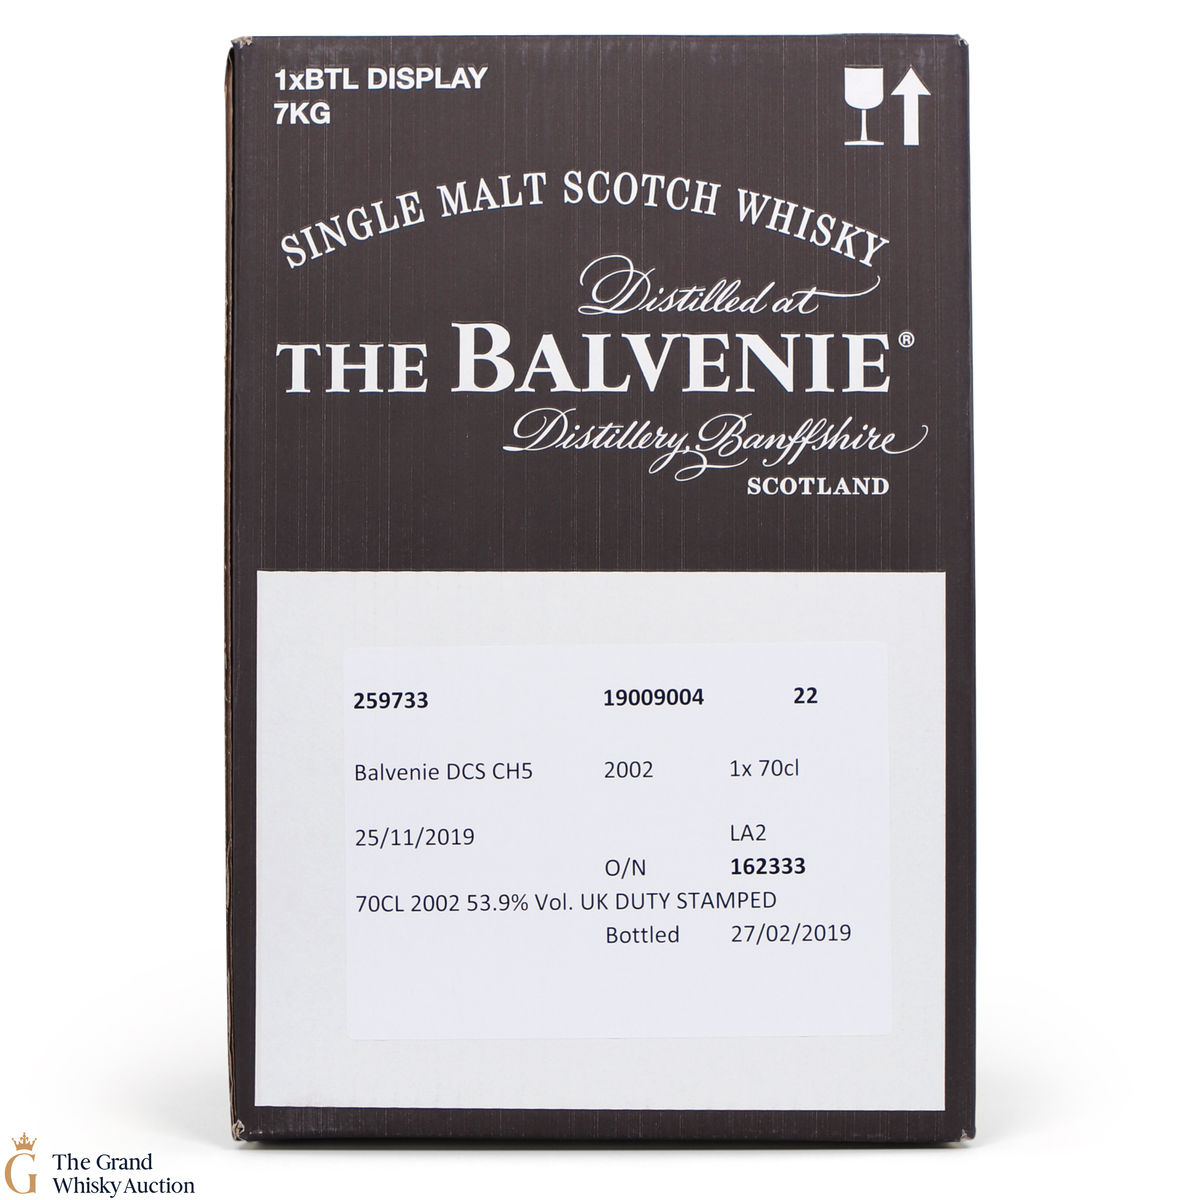 1xBTL DISPLAY
7KG
SINGLE MALT SCOTCH WHISKY
Distilled at
THE BALVENIE®
Distillery, Banffshire
SCOTLAND
259733 19009004 22
Balvenie DCS CH5 2002 1x 70cl
25/11/2019 LA2
O/N 162333
70CL 2002 53.9% Vol. UK DUTY STAMPED
Bottled 27/02/2019
G The Grand
Whisky Auction